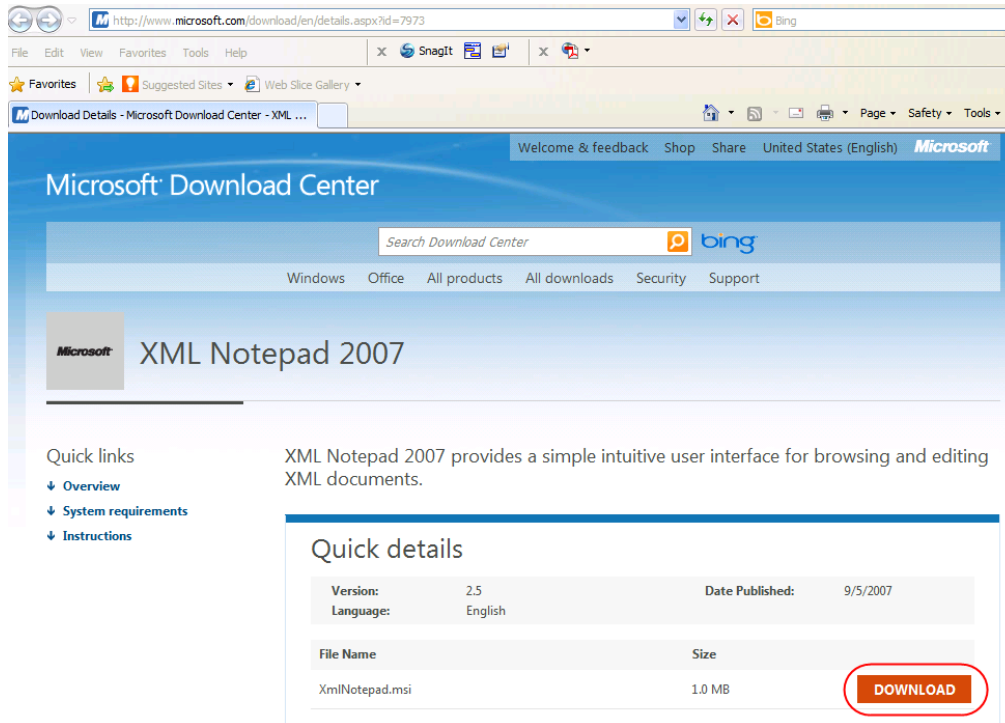 http://www.microsoft.com/download/en/details.aspx?id=7973
Bing
File Edit View Favorites Tools Help
x SnagIt x
Favorites Suggested Sites Web Slice Gallery
Download Details - Microsoft Download Center - XML ...
Page Safety Tools
Welcome & feedback Shop Share United States (English) Microsoft
Microsoft Download Center
Search Download Center bing
Windows Office All products All downloads Security Support
Microsoft
XML Notepad 2007
Quick links
Overview
System requirements
Instructions
XML Notepad 2007 provides a simple intuitive user interface for browsing and editing
XML documents.
Quick details
Version: 2.5 Date Published: 9/5/2007
Language: English
File Name Size
XmlNotepad.msi 1.0 MB DOWNLOAD